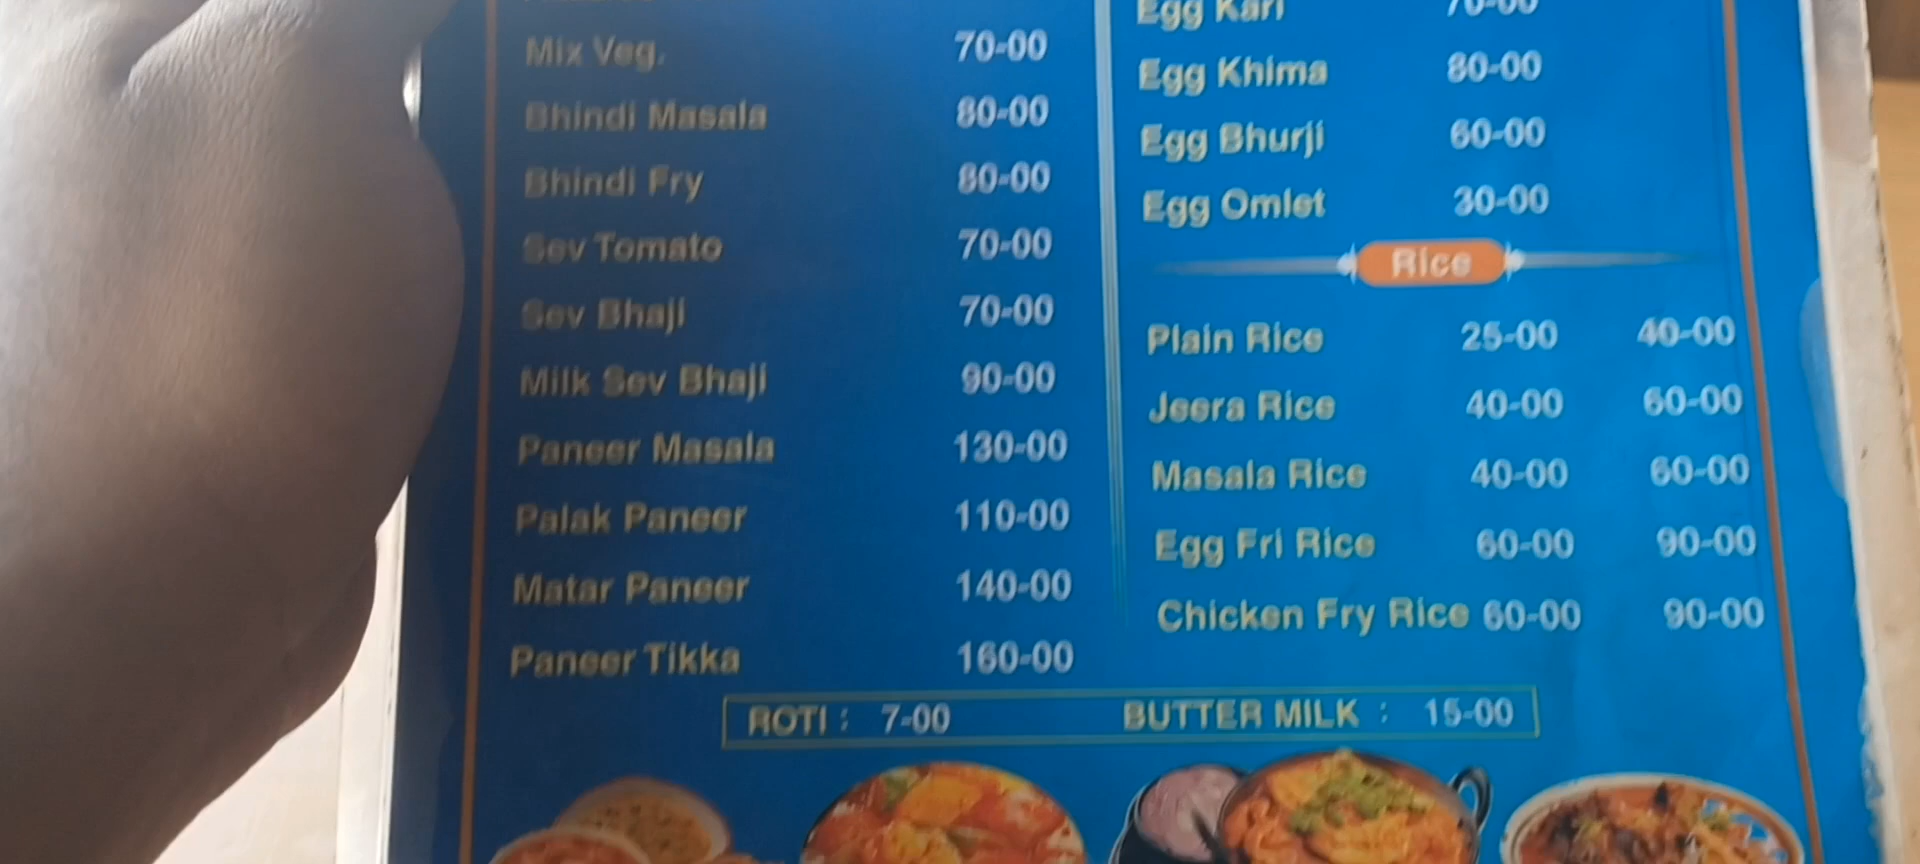 Mix Veg. 70-00
Bhindi Masala 80-00
Bhindi Fry 80-00
Sev Tomato 70-00
Sev Bhaji 70-00
Milk Sev Bhaji 90-00
Paneer Masala 130-00
Palak Paneer 110-00
Matar Paneer 140-00
Paneer Tikka 160-00
Egg Kari 70-00
Egg Khima 80-00
Egg Bhurji 60-00
Egg Omlet 30-00
Rice
Plain Rice 25-00 40-00
Jeera Rice 40-00 60-00
Masala Rice 40-00 60-00
Egg Fri Rice 60-00 90-00
Chicken Fry Rice 60-00 90-00
ROTI : 7-00 BUTTER MILK : 15-00